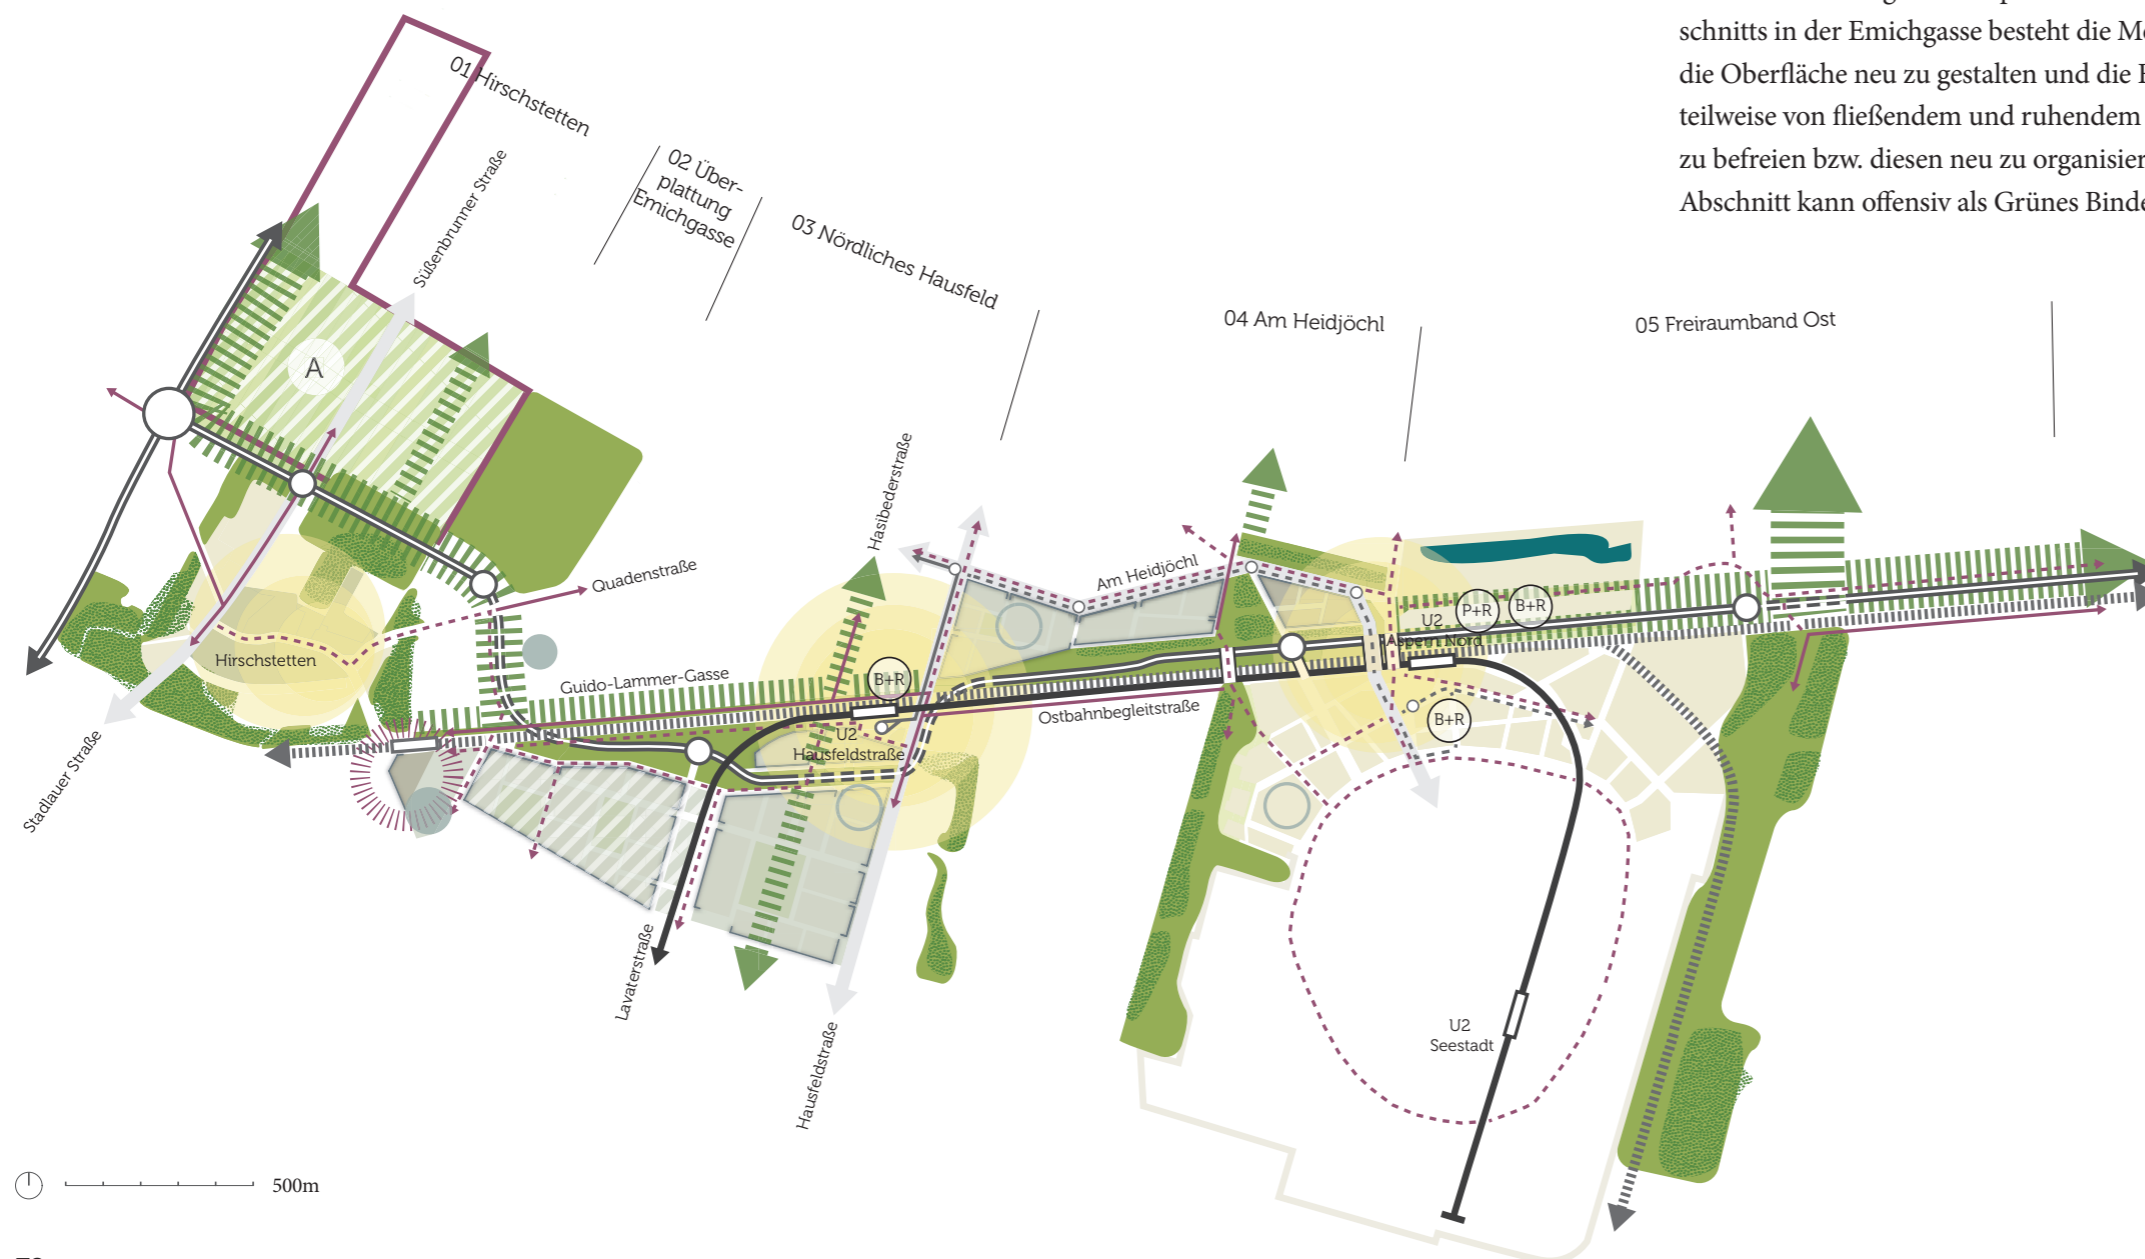 schnitts in der Emichgasse besteht die
die Oberfläche neu zu gestalten und die
teilweise von fließendem und ruhendem
zu befreien bzw. diesen neu zu
Abschnitt kann offensiv als Grünes
01 Hirschstetten
02 Über-
plattung
Emichgasse
03 Nördliches Hausfeld
04 Am Heidjöchl
05 Freiraumband Ost
Süßenbrunner Straße
A
Hasibederstraße
Quadenstraße
Am Heidjöchl
P+R
B+R
U2
Aspern Nord
Hirschstetten
Guido-Lammer-Gasse
B+R
Ostbahnbegleitstraße
B+R
U2
Hausfeldstraße
Stadlauer Straße
Lavaterstraße
Hausfeldstraße
U2
Seestadt
500m